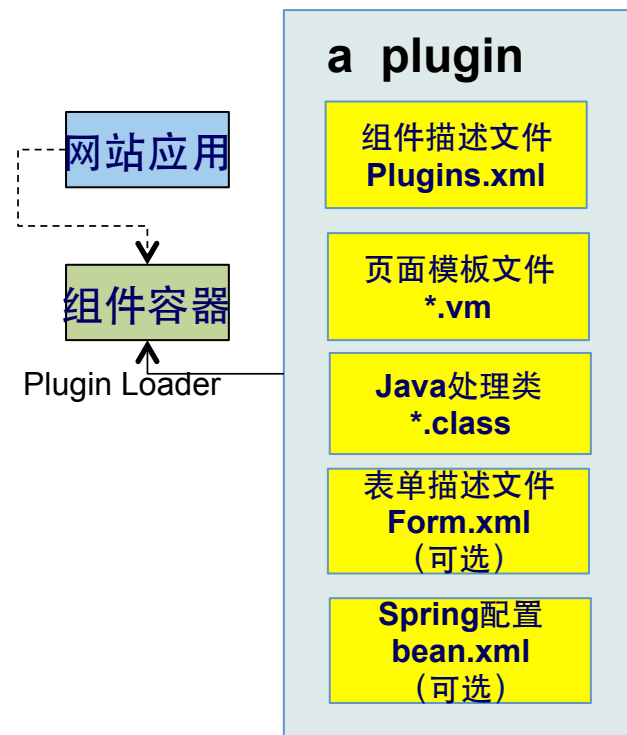 a plugin
网站应用
组件描述文件
Plugins.xml
组件容器
页面模板文件
*.vm
Plugin Loader
Java处理类
*.class
表单描述文件
Form.xml
(可选)
Spring配置
bean.xml
(可选)